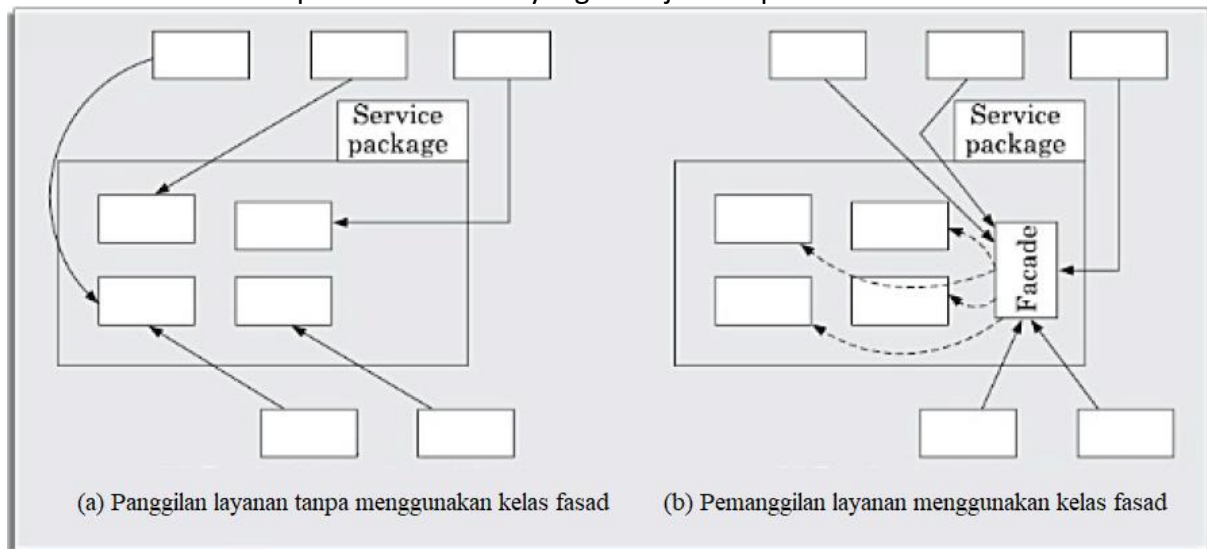 Service
package
Service
package
Facade
(a) Panggilan layanan tanpa menggunakan kelas fasad
(b) Pemanggilan layanan menggunakan kelas fasad